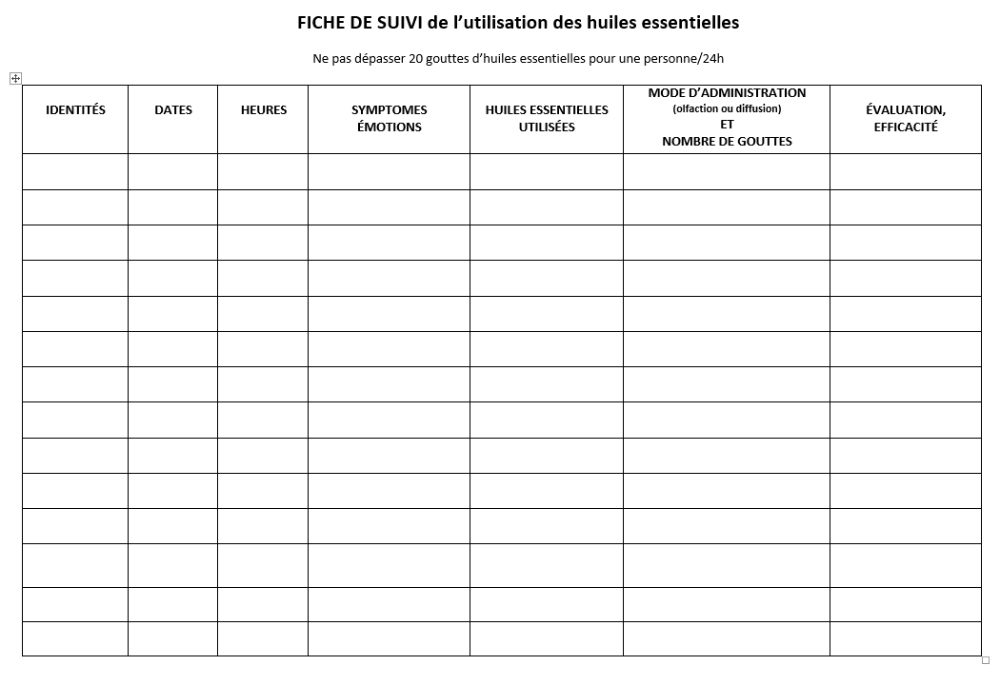 FICHE DE SUIVI de l’utilisation des huiles essentielles
Ne pas dépasser 20 gouttes d’huiles essentielles pour une personne/24h
IDENTITÉS
DATES
HEURES
SYMPTOMES
ÉMOTIONS
HUILES ESSENTIELLES
UTILISÉES
MODE D’ADMINISTRATION
(olfaction ou diffusion)
ET
NOMBRE DE GOUTTES
ÉVALUATION,
EFFICACITÉ